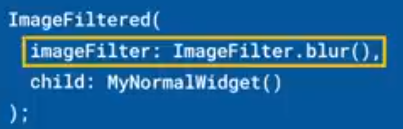 ImageFiltered(
imageFilter: ImageFilter.blur(),
child: MyNormalWidget()
);